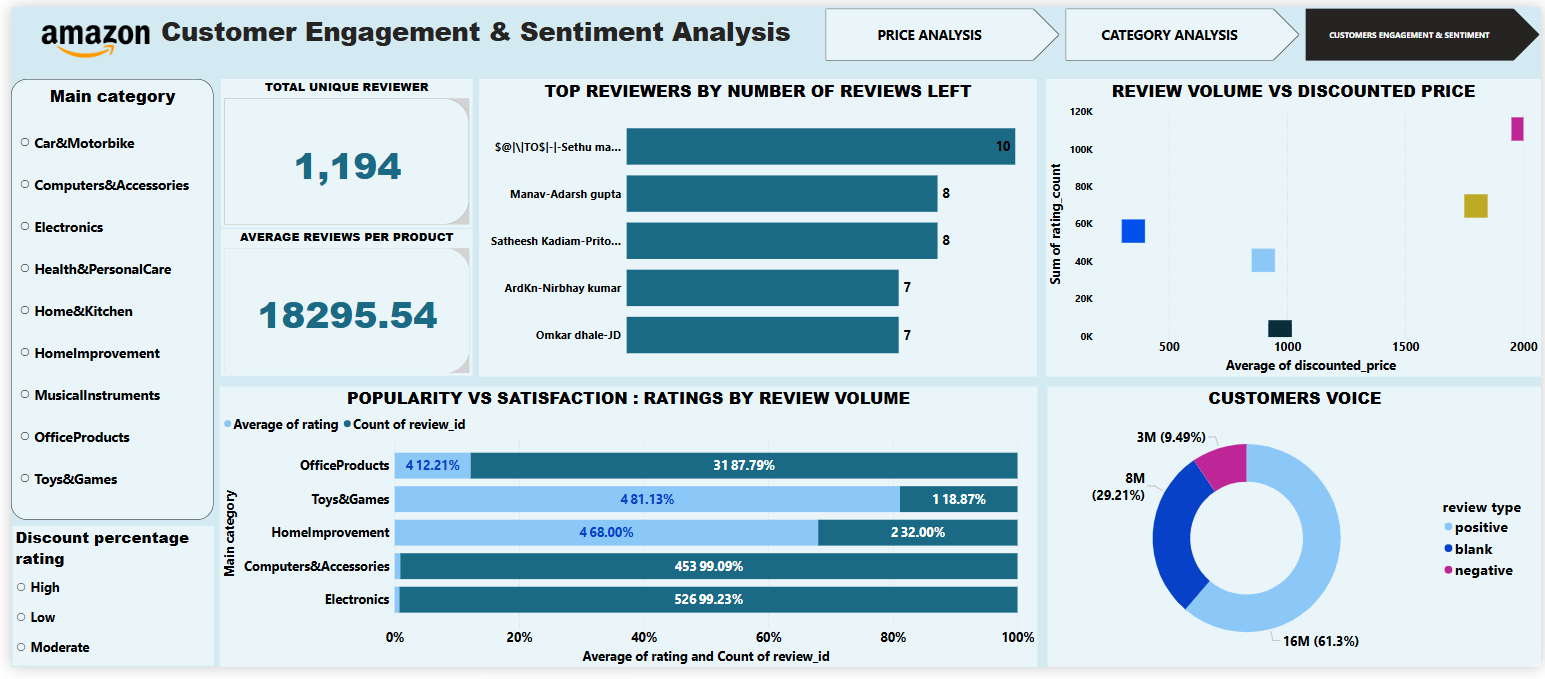 amazon Customer Engagement & Sentiment Analysis
PRICE ANALYSIS
CATEGORY ANALYSIS
CUSTOMERS ENGAGEMENT & SENTIMENT
Main category
Car&Motorbike
Computers&Accessories
Electronics
Health&PersonalCare
Home&Kitchen
HomeImprovement
MusicalInstruments
OfficeProducts
Toys&Games
Discount percentage
rating
High
Low
Moderate
TOTAL UNIQUE REVIEWER
1,194
AVERAGE REVIEWS PER PRODUCT
18295.54
TOP REVIEWERS BY NUMBER OF REVIEWS LEFT
$@|\|TO$|-|-Sethu ma... 10
Manav-Adarsh gupta 8
Satheesh Kadiam-Prito... 8
ArdKn-Nirbhay kumar 7
Omkar dhale-JD 7
REVIEW VOLUME VS DISCOUNTED PRICE
Sum of rating_count
120K
100K
80K
60K
40K
20K
0K
500 1000 1500 2000
Average of discounted_price
POPULARITY VS SATISFACTION : RATINGS BY REVIEW VOLUME
Average of rating Count of review_id
Main category
OfficeProducts 4 12.21% 31 87.79%
Toys&Games 4 81.13% 1 18.87%
HomeImprovement 4 68.00% 2 32.00%
Computers&Accessories 453 99.09%
Electronics 526 99.23%
0% 20% 40% 60% 80% 100%
Average of rating and Count of review_id
CUSTOMERS VOICE
3M (9.49%)
8M
(29.21%)
16M (61.3%)
review type
positive
blank
negative